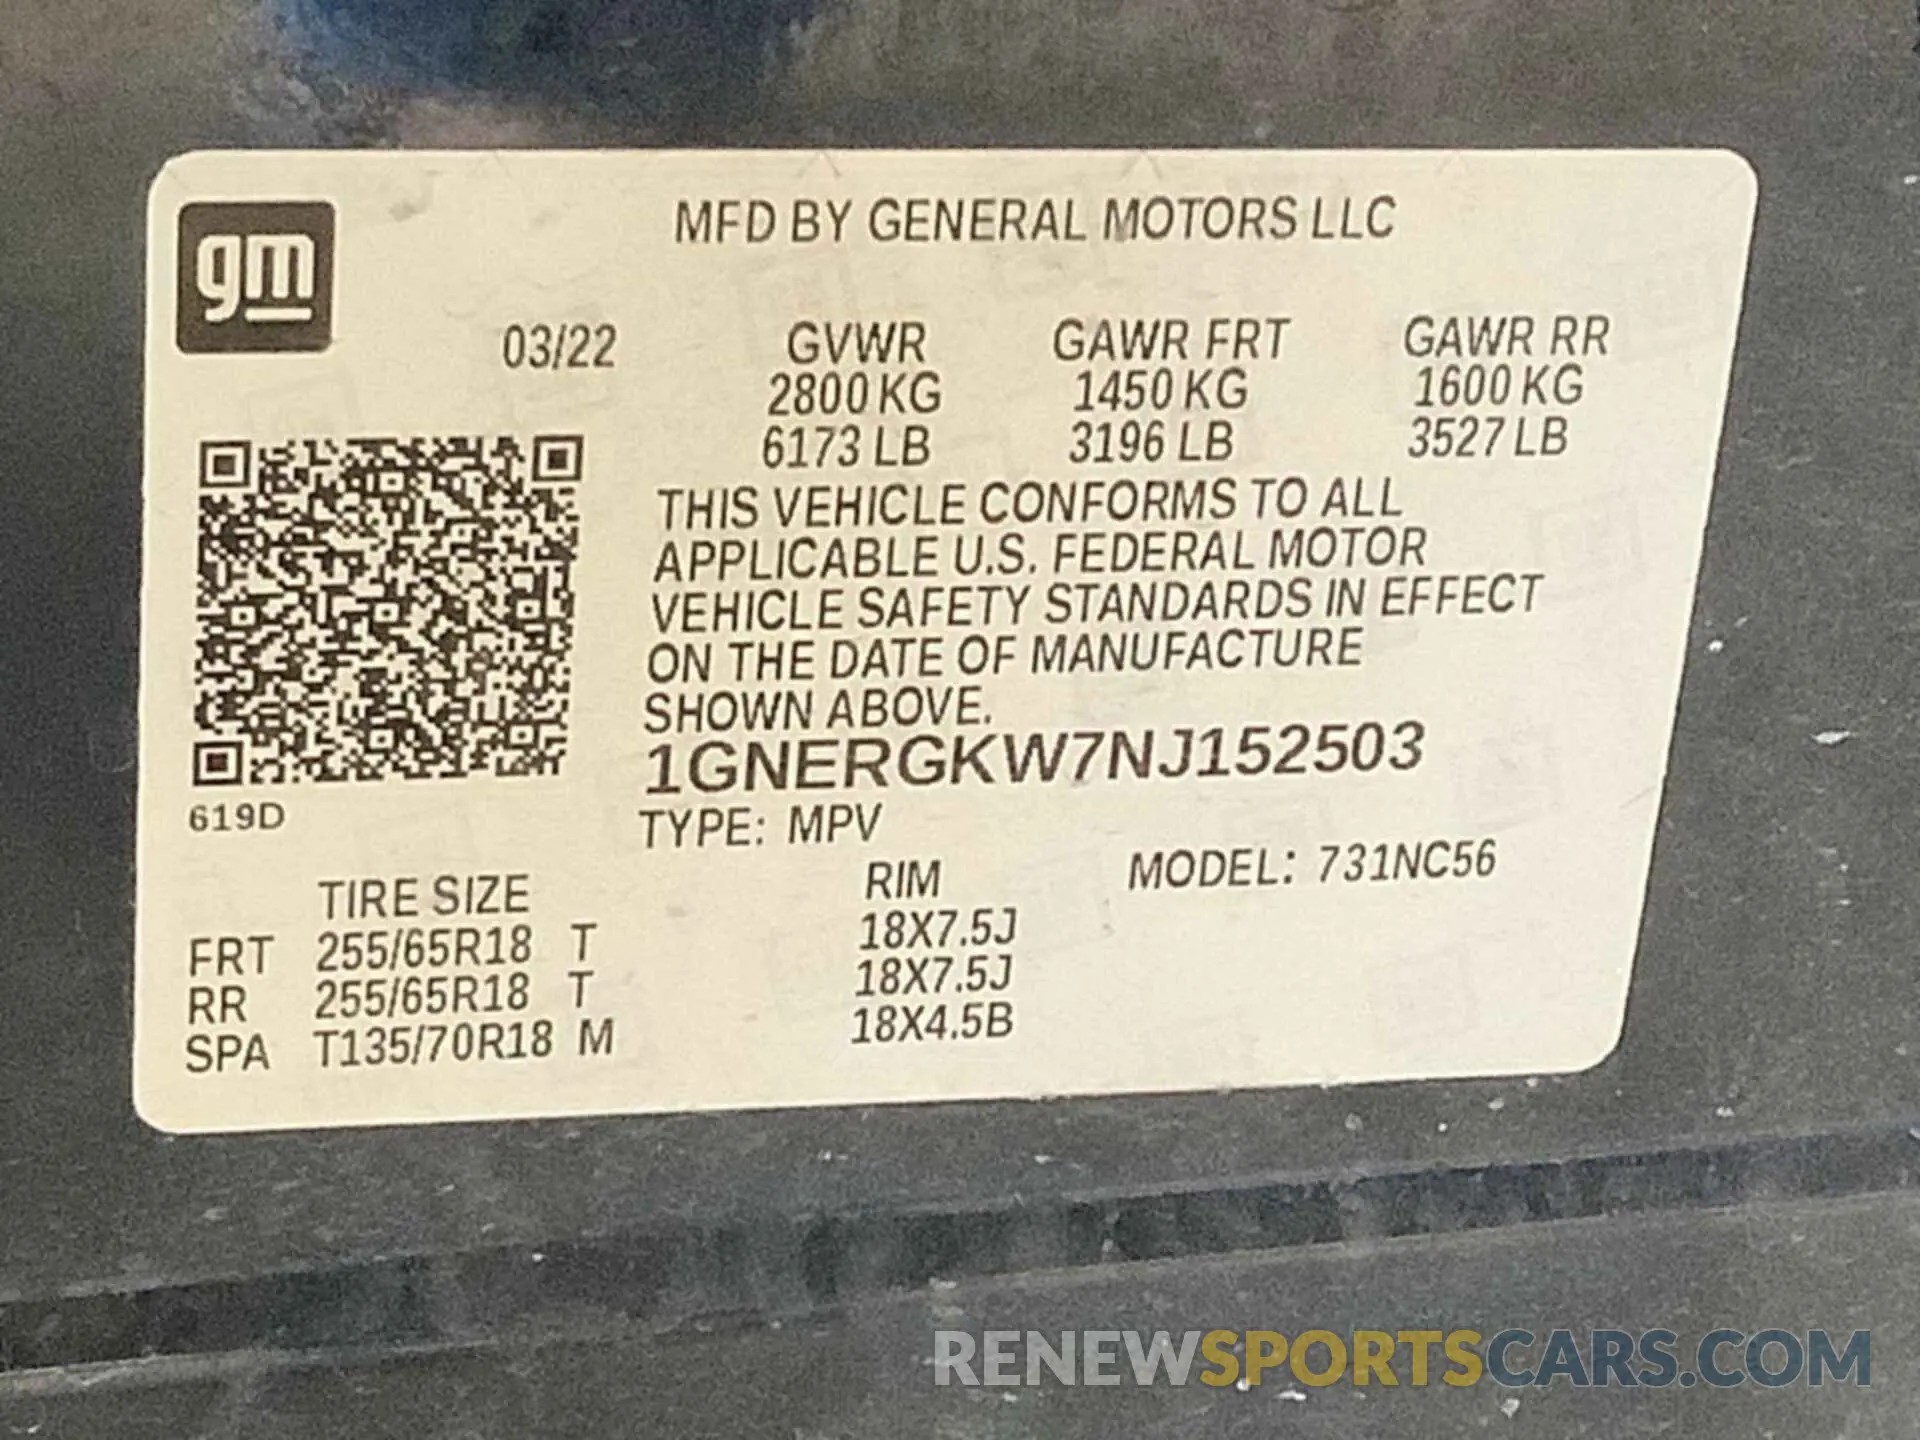 MFD BY GENERAL MOTORS LLC
gm
03/22 GVWR GAWR FRT GAWR RR
2800 KG 1450 KG 1600 KG
6173 LB 3196 LB 3527 LB
THIS VEHICLE CONFORMS TO ALL
APPLICABLE U.S. FEDERAL MOTOR
VEHICLE SAFETY STANDARDS IN EFFECT
ON THE DATE OF MANUFACTURE
SHOWN ABOVE.
1GNERGKW7NJ152503
619D
TYPE: MPV
TIRE SIZE RIM MODEL: 731NC56
FRT 255/65R18 T 18X7.5J
RR 255/65R18 T 18X7.5J
SPA T135/70R18 M 18X4.5B
RENEWSPORTSCARS.COM